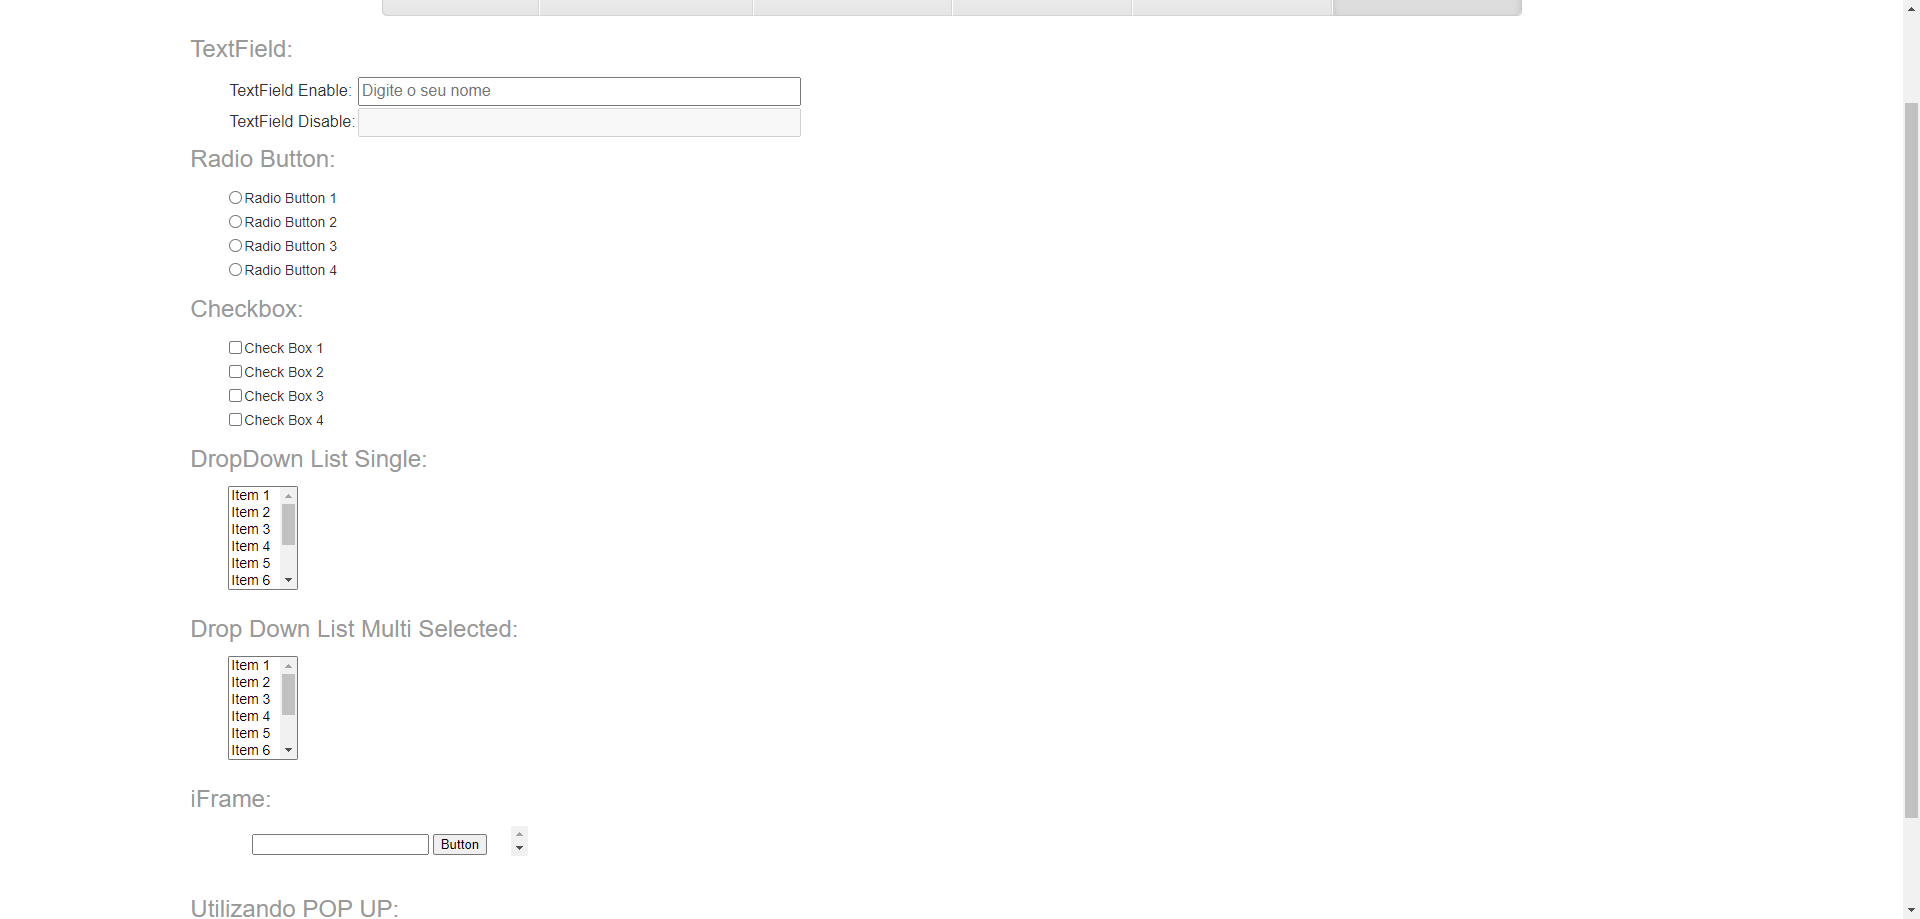 TextField:
TextField Enable: Digite o seu nome
TextField Disable:
Radio Button:
Radio Button 1
Radio Button 2
Radio Button 3
Radio Button 4
Checkbox:
Check Box 1
Check Box 2
Check Box 3
Check Box 4
DropDown List Single:
Item 1
Item 2
Item 3
Item 4
Item 5
Item 6
Drop Down List Multi Selected:
Item 1
Item 2
Item 3
Item 4
Item 5
Item 6
iFrame:
Button
Utilizando POP UP: